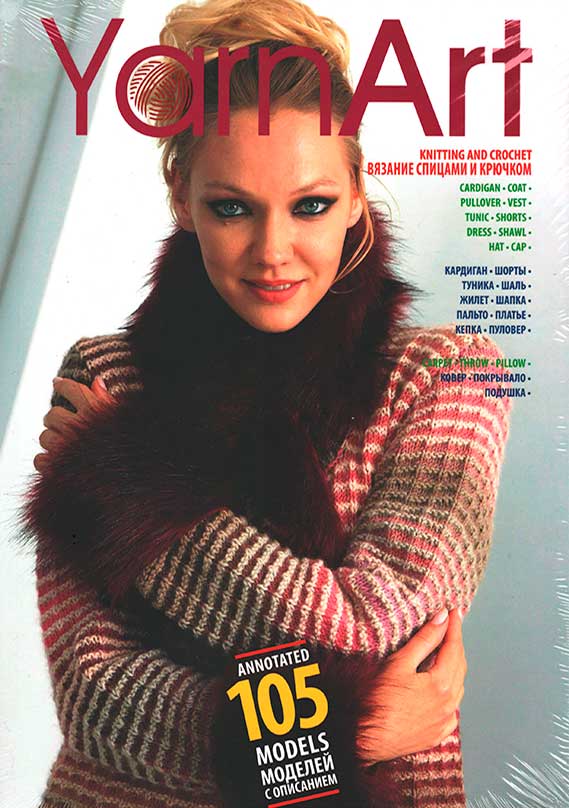 YarnArt
KNITTING AND CROCHET
ВЯЗАНИЕ СПИЦАМИ И КРЮЧКОМ
CARDIGAN • COAT •
PULLOVER • VEST •
TUNIC • SHORTS •
DRESS • SHAWL •
HAT • CAP •
КАРДИГАН • ШОРТЫ •
ТУНИКА • ШАЛЬ •
ЖИЛЕТ • ШАПКА •
ПАЛЬТО • ПЛАТЬЕ •
КЕПКА • ПУЛОВЕР •
CARPET • THROW • PILLOW •
КОВЕР • ПОКРЫВАЛО •
ПОДУШКА •
ANNOTATED
105
MODELS
МОДЕЛЕЙ
С ОПИСАНИЕМ